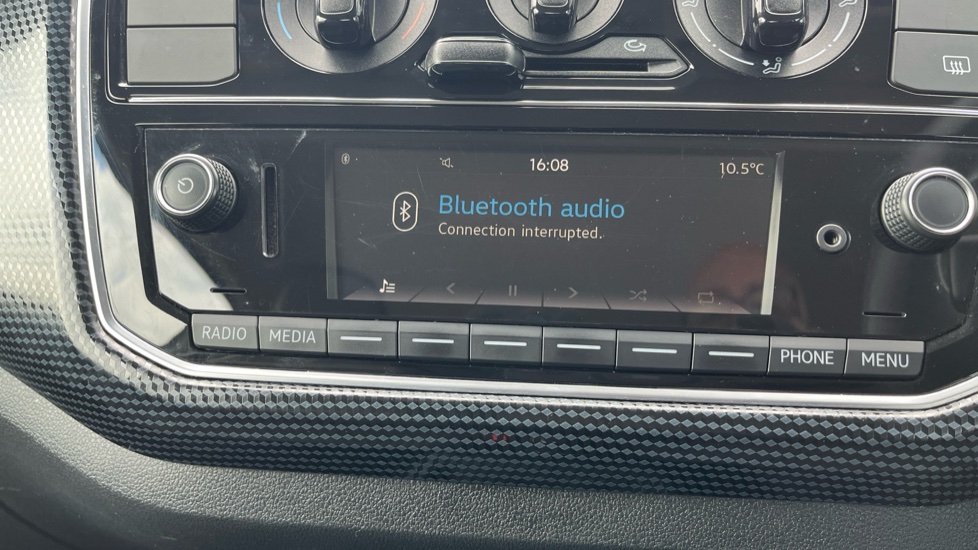 16:08
10.5°C
Bluetooth audio
Connection interrupted.
RADIO MEDIA PHONE MENU